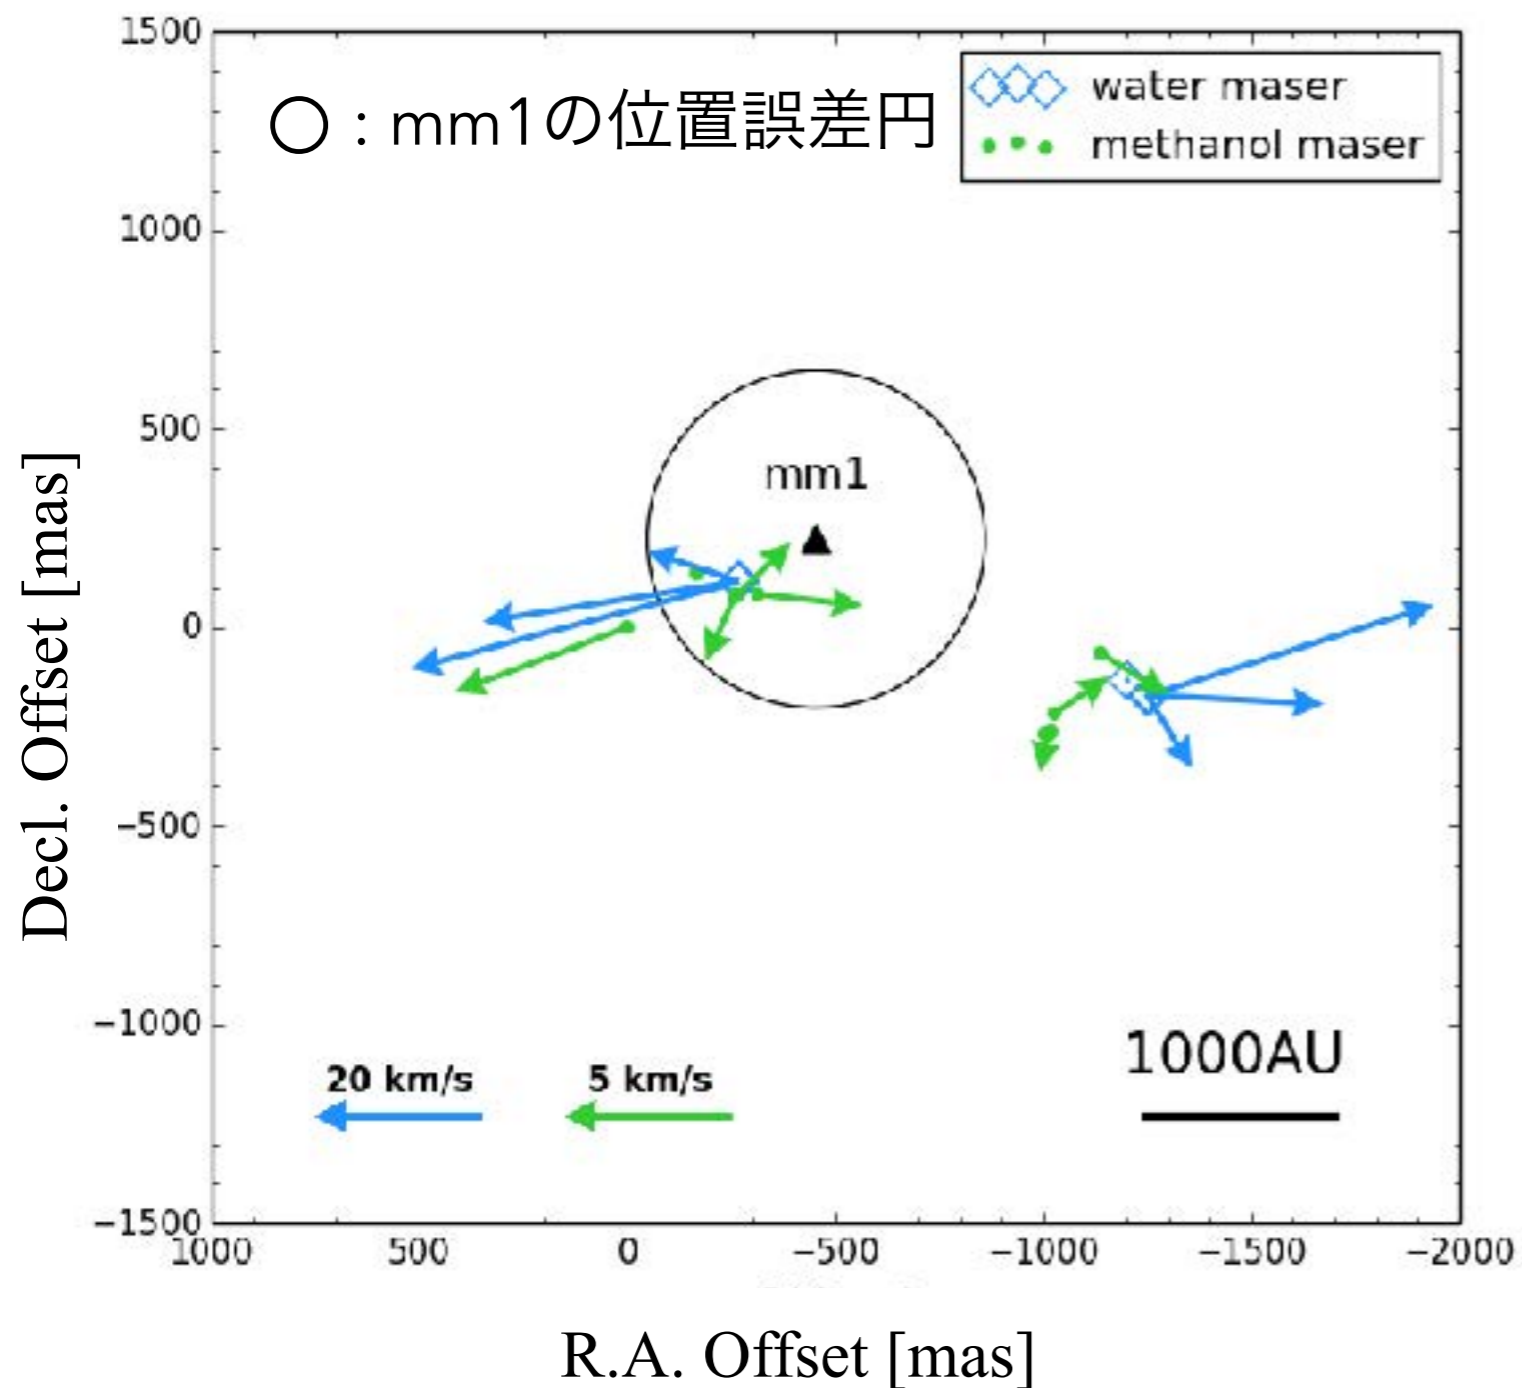 1500
1000
500
0
−500
−1000
−1500
Decl. Offset [mas]
○ : mm1の位置誤差円
water maser
methanol maser
mm1
20 km/s
5 km/s
1000AU
1000
500
0
−500
−1000
−1500
−2000
R.A. Offset [mas]